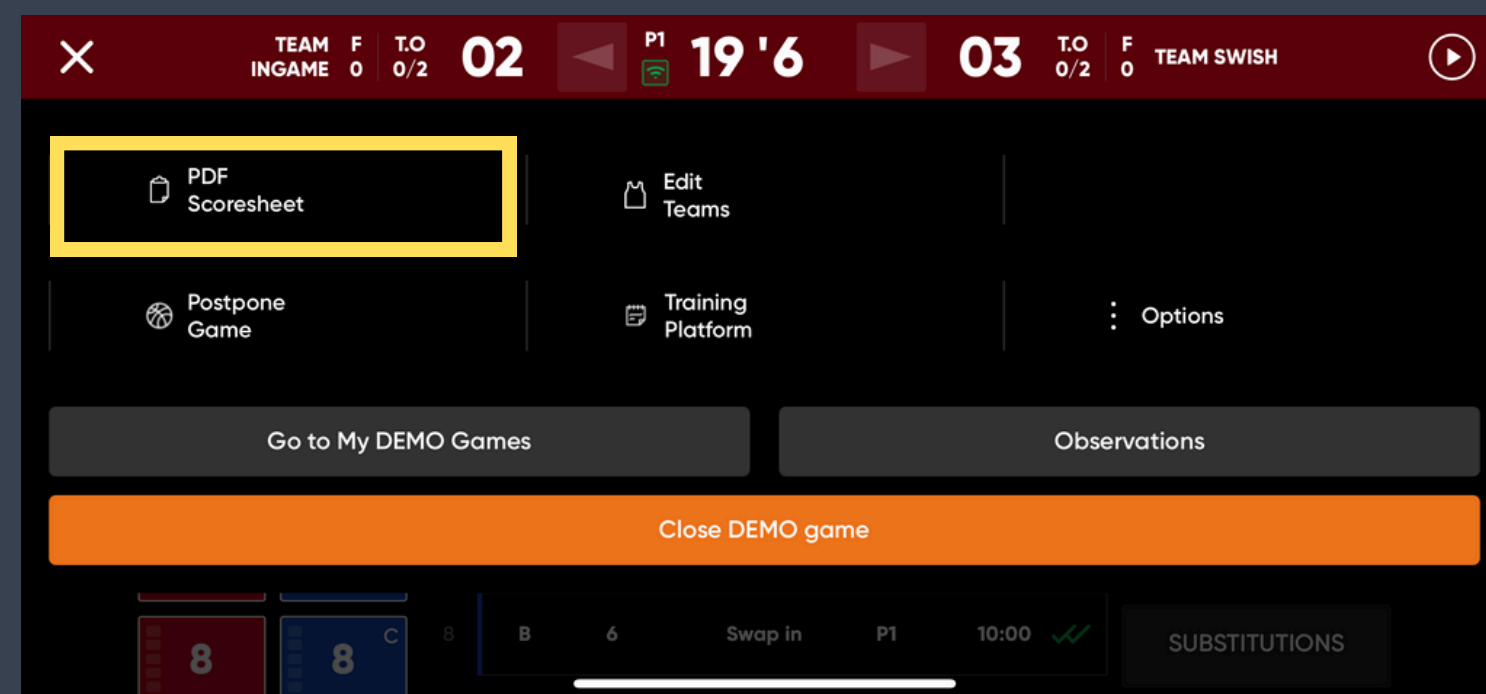 TEAM INGAME F 0 T.O 0/2 02 P1 19 '6 03 T.O 0/2 F 0 TEAM SWISH
PDF
Scoresheet
Edit
Teams
Postpone
Game
Training
Platform
Options
Go to My DEMO Games
Observations
Close DEMO game
8
8 C
8 B 6 Swap in P1 10:00
SUBSTITUTIONS